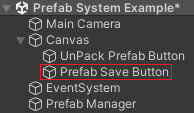 Prefab System Example*
Main Camera
Canvas
UnPack Prefab Button
Prefab Save Button
EventSystem
Prefab Manager